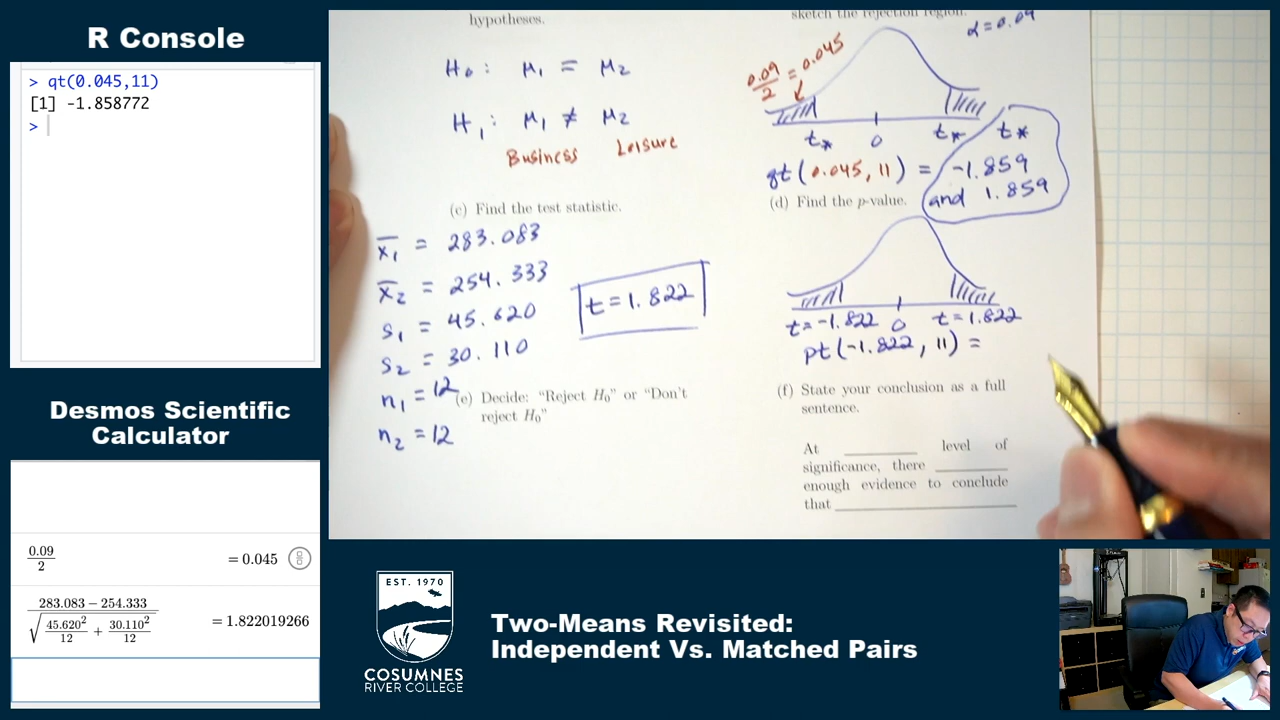 R Console
> qt(0.045,11)
[1] -1.858772
>
Desmos Scientific
Calculator
0.09
2
= 0.045
283.083 − 254.333
√ 45.620² / 12 + 30.110² / 12
= 1.822019266
hypotheses.
H₀ : μ₁ = μ₂
H₁ : μ₁ ≠ μ₂
Business Leisure
sketch the rejection region.
α = 0.09
0.09 / 2 = 0.045
t* 0 t* t*
qt(0.045, 11) = -1.859
and 1.859
(c) Find the test statistic.
x̄₁ = 283.083
x̄₂ = 254.333
s₁ = 45.620
s₂ = 30.110
n₁ = 12
n₂ = 12
t = 1.822
(d) Find the p-value.
t = -1.822 0 t = 1.822
pt(-1.822, 11) =
(e) Decide: “Reject H₀” or “Don’t
reject H₀”
(f) State your conclusion as a full
sentence.
At ________ level of
significance, there ________
enough evidence to conclude
that ____________________
EST. 1970
COSUMNES
RIVER COLLEGE
Two-Means Revisited:
Independent Vs. Matched Pairs